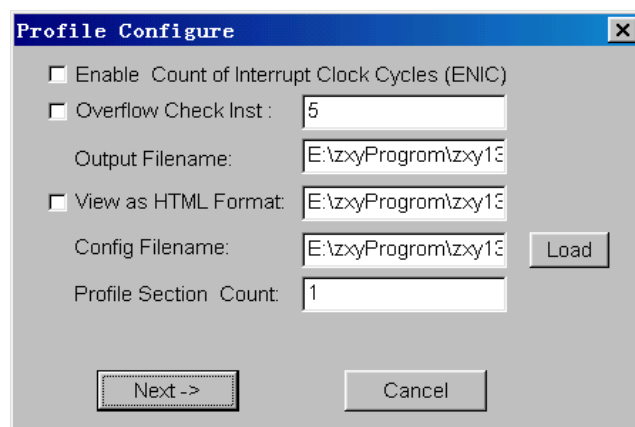 Profile Configure
Enable Count of Interrupt Clock Cycles (ENIC)
Overflow Check Inst : 5
Output Filename: E:\zxyProgrom\zxy13
View as HTML Format: E:\zxyProgrom\zxy13
Config Filename: E:\zxyProgrom\zxy13 Load
Profile Section Count: 1
Next -> Cancel